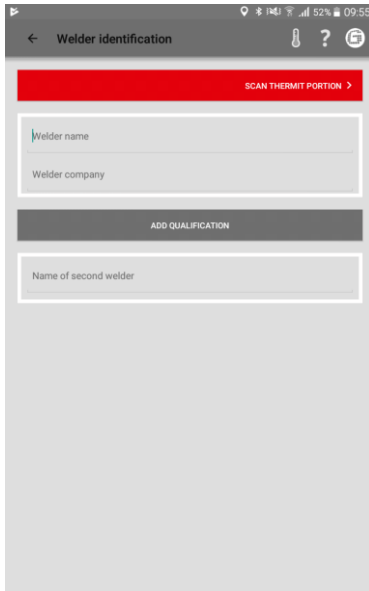 52% 09:55
Welder identification
?
SCAN THERMIT PORTION >
Welder name
Welder company
ADD QUALIFICATION
Name of second welder